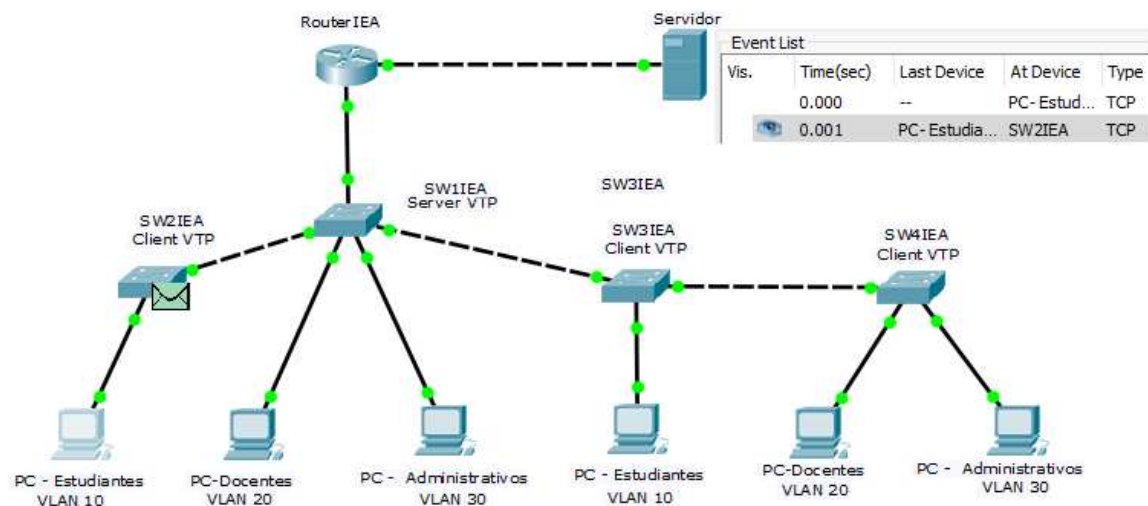 RouterIEA
Servidor
Event List
Vis. Time(sec) Last Device At Device Type
0.000 -- PC-Estud... TCP
0.001 PC-Estudia... SW2IEA TCP
SW1IEA
Server VTP
SW3IEA
SW2IEA
Client VTP
SW3IEA
Client VTP
SW4IEA
Client VTP
PC - Estudiantes
VLAN 10
PC-Docentes
VLAN 20
PC - Administrativos
VLAN 30
PC - Estudiantes
VLAN 10
PC-Docentes
VLAN 20
PC - Administrativos
VLAN 30